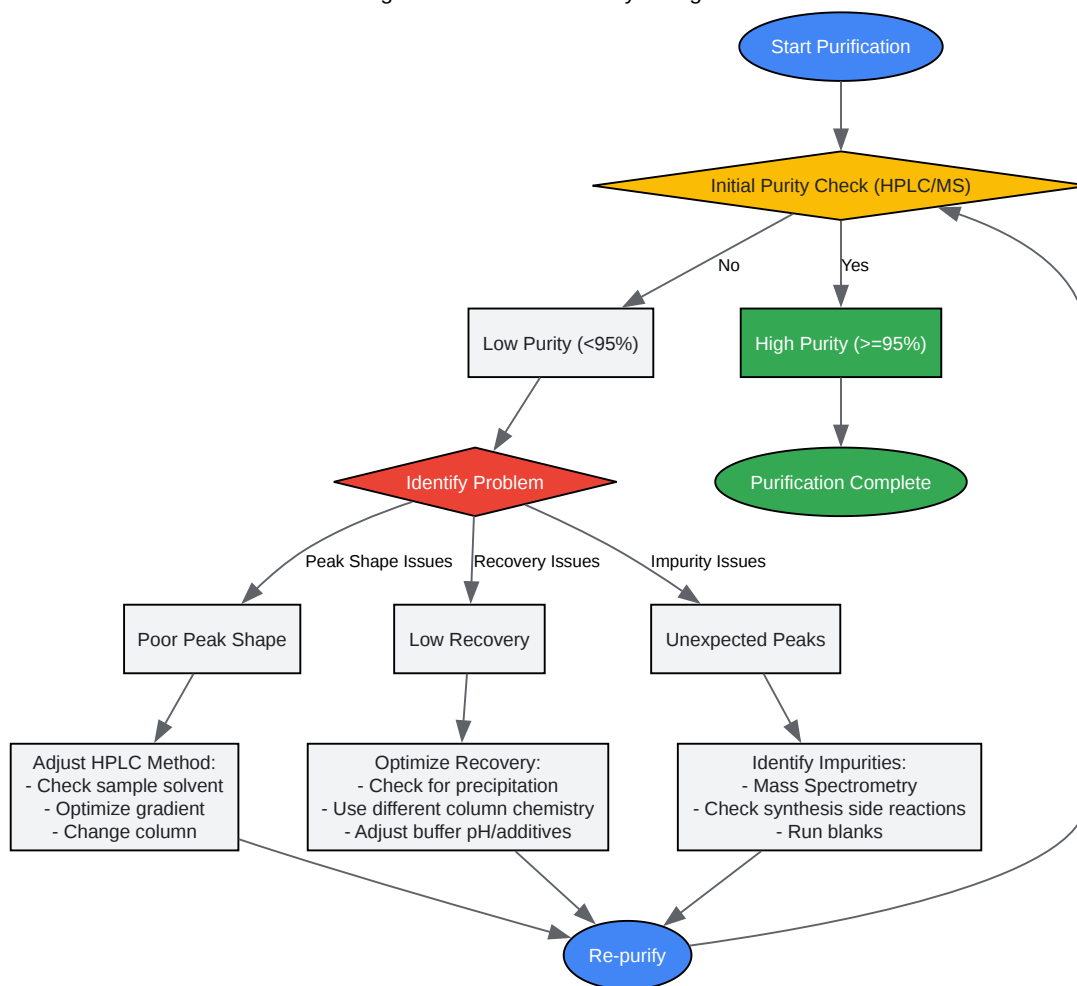 Start Purification
Initial Purity Check (HPLC/MS)
No
Yes
Low Purity (<95%)
High Purity (>=95%)
Identify Problem
Purification Complete
Peak Shape Issues
Recovery Issues
Impurity Issues
Poor Peak Shape
Low Recovery
Unexpected Peaks
Adjust HPLC Method:
- Check sample solvent
- Optimize gradient
- Change column
Optimize Recovery:
- Check for precipitation
- Use different column chemistry
- Adjust buffer pH/additives
Identify Impurities:
- Mass Spectrometry
- Check synthesis side reactions
- Run blanks
Re-purify